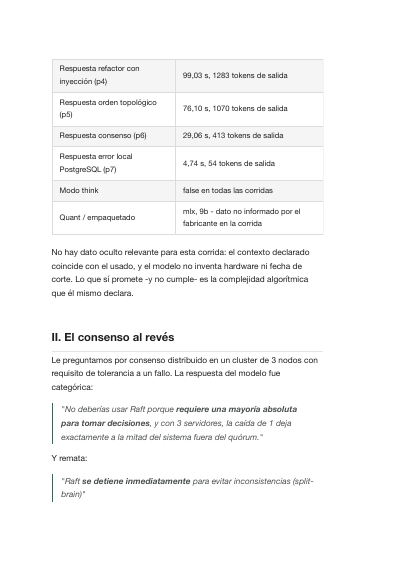 Respuesta refactor con
inyección (p4)
99,03 s, 1283 tokens de salida
Respuesta orden topológico
(p5)
76,10 s, 1070 tokens de salida
Respuesta consenso (p6)
29,06 s, 413 tokens de salida
Respuesta error local
PostgreSQL (p7)
4,74 s, 54 tokens de salida
Modo think
false en todas las corridas
Quant / empaquetado
mlx, 9b - dato no informado por el
fabricante en la corrida
No hay dato oculto relevante para esta corrida: el contexto declarado
coincide con el usado, y el modelo no inventa hardware ni fecha de
corte. Lo que sí promete -y no cumple- es la complejidad algorítmica
que él mismo declara.
II. El consenso al revés
Le preguntamos por consenso distribuido en un cluster de 3 nodos con
requisito de tolerancia a un fallo. La respuesta del modelo fue
categórica:
"No deberías usar Raft porque requiere una mayoría absoluta
para tomar decisiones, y con 3 servidores, la caída de 1 deja
exactamente a la mitad del sistema fuera del quórum."
Y remata:
"Raft se detiene inmediatamente para evitar inconsistencias (split-
brain)"